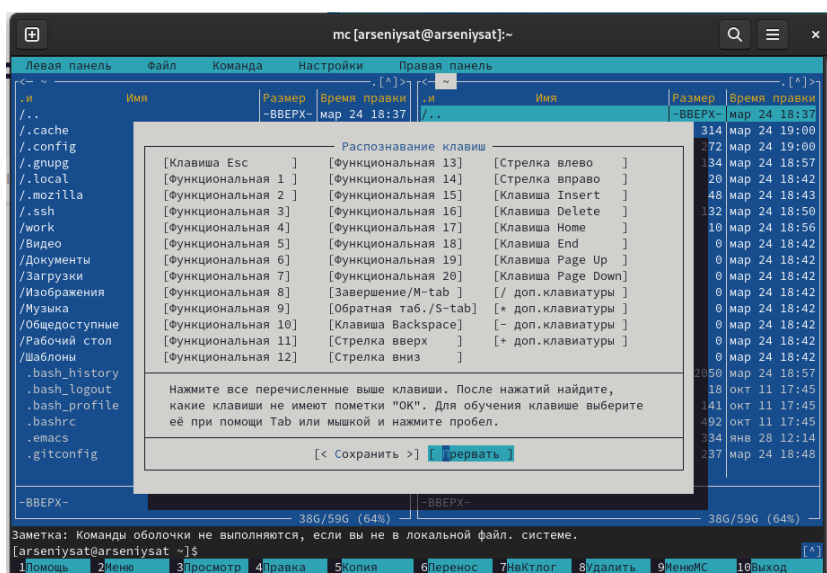 mc [arseniysat@arseniysat]:~
Левая панель Файл Команда Настройки Правая панель
<— ~ .[^]> <— ~ .[^]>
.и Имя Размер Время правки .и Имя Размер Время правки
/.. -ВВЕРХ- мар 24 18:37 /.. -ВВЕРХ- мар 24 18:37
/.cache 314 мар 24 19:00
/.config Распознавание клавиш 272 мар 24 19:00
/.gnupg [Клавиша Esc ] [Функциональная 13] [Стрелка влево ] 134 мар 24 18:57
/.local [Функциональная 1 ] [Функциональная 14] [Стрелка вправо ] 20 мар 24 18:42
/.mozilla [Функциональная 2 ] [Функциональная 15] [Клавиша Insert ] 48 мар 24 18:43
/.ssh [Функциональная 3] [Функциональная 16] [Клавиша Delete ] 132 мар 24 18:50
/work [Функциональная 4] [Функциональная 17] [Клавиша Home ] 10 мар 24 18:56
/Видео [Функциональная 5] [Функциональная 18] [Клавиша End ] 0 мар 24 18:42
/Документы [Функциональная 6] [Функциональная 19] [Клавиша Page Up ] 0 мар 24 18:42
/Загрузки [Функциональная 7] [Функциональная 20] [Клавиша Page Down] 0 мар 24 18:42
/Изображения [Функциональная 8] [Завершение/M-tab ] [/ доп.клавиатуры ] 0 мар 24 18:42
/Музыка [Функциональная 9] [Обратная таб./S-tab] [* доп.клавиатуры ] 0 мар 24 18:42
/Общедоступные [Функциональная 10] [Клавиша Backspace] [- доп.клавиатуры ] 0 мар 24 18:42
/Рабочий стол [Функциональная 11] [Стрелка вверх ] [+ доп.клавиатуры ] 0 мар 24 18:42
/Шаблоны [Функциональная 12] [Стрелка вниз ] 0 мар 24 18:42
.bash_history 2050 мар 24 18:57
.bash_logout Нажмите все перечисленные выше клавиши. После нажатий найдите, 18 окт 11 17:45
.bash_profile какие клавиши не имеют пометки "OK". Для обучения клавише выберите 141 окт 11 17:45
.bashrc её при помощи Tab или мышкой и нажмите пробел. 492 окт 11 17:45
.emacs 334 янв 28 12:14
.gitconfig [< Сохранить >] [ Прервать ] 237 мар 24 18:48
-ВВЕРХ- -ВВЕРХ-
38G/59G (64%) 38G/59G (64%)
Заметка: Команды оболочки не выполняются, если вы не в локальной файл. системе.
[arseniysat@arseniysat ~]$ [^]
1Помощь 2Меню 3Просмотр 4Правка 5Копия 6Перенос 7НвКтлог 8Удалить 9МенюMC 10Выход